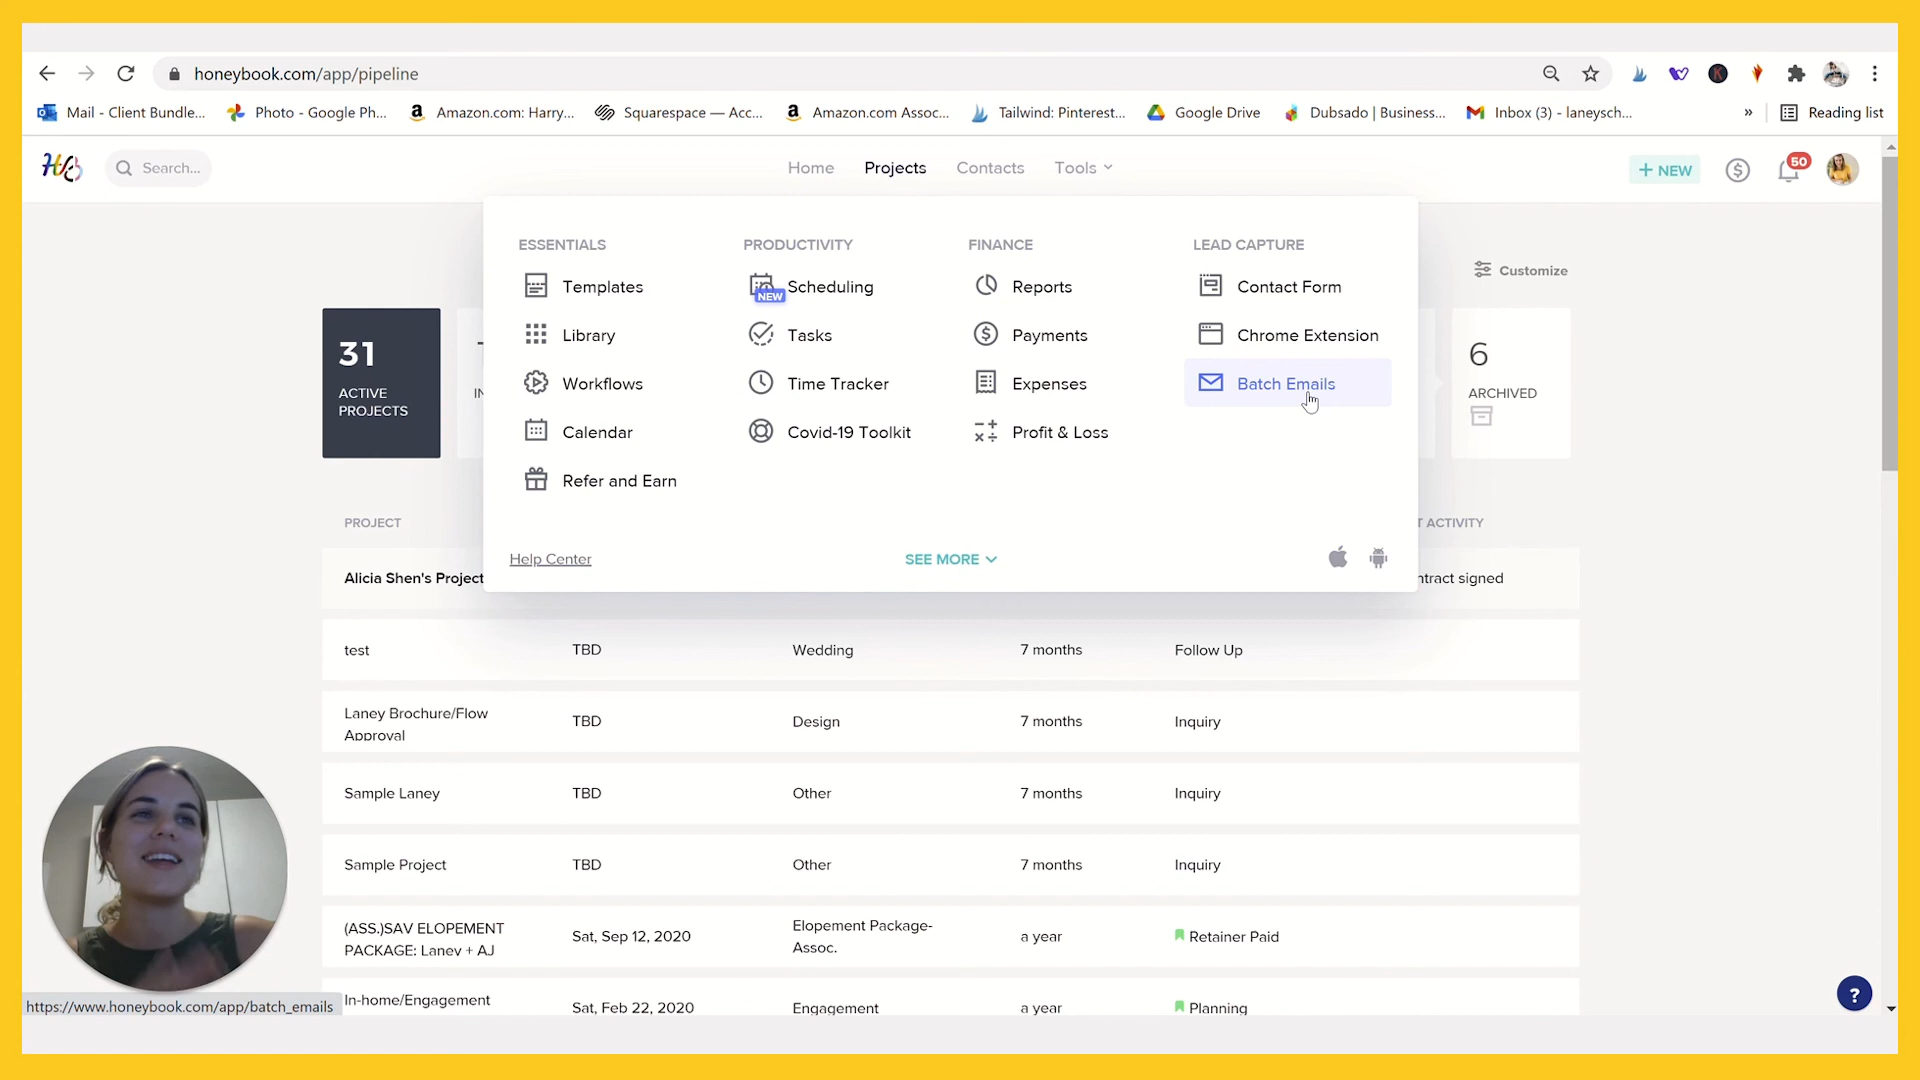 honeybook.com/app/pipeline
Mail - Client Bundle...
Photo - Google Ph...
Amazon.com: Harry...
Squarespace — Acc...
Amazon.com Assoc...
Tailwind: Pinterest...
Google Drive
Dubsado | Business...
Inbox (3) - laneysch...
»
Reading list
HB
Search...
Home
Projects
Contacts
Tools
+ NEW
50
ESSENTIALS
Templates
Library
Workflows
Calendar
Refer and Earn
PRODUCTIVITY
Scheduling
NEW
Tasks
Time Tracker
Covid-19 Toolkit
FINANCE
Reports
Payments
Expenses
Profit & Loss
LEAD CAPTURE
Contact Form
Chrome Extension
Batch Emails
Help Center
SEE MORE
Customize
31
ACTIVE
PROJECTS
IN
6
ARCHIVED
PROJECT
T ACTIVITY
Alicia Shen's Project
ntract signed
test
TBD
Wedding
7 months
Follow Up
Laney Brochure/Flow
Approval
TBD
Design
7 months
Inquiry
Sample Laney
TBD
Other
7 months
Inquiry
Sample Project
TBD
Other
7 months
Inquiry
(ASS.)SAV ELOPEMENT
PACKAGE: Laney + AJ
Sat, Sep 12, 2020
Elopement Package-
Assoc.
a year
Retainer Paid
In-home/Engagement
Sat, Feb 22, 2020
Engagement
a year
Planning
https://www.honeybook.com/app/batch_emails
?